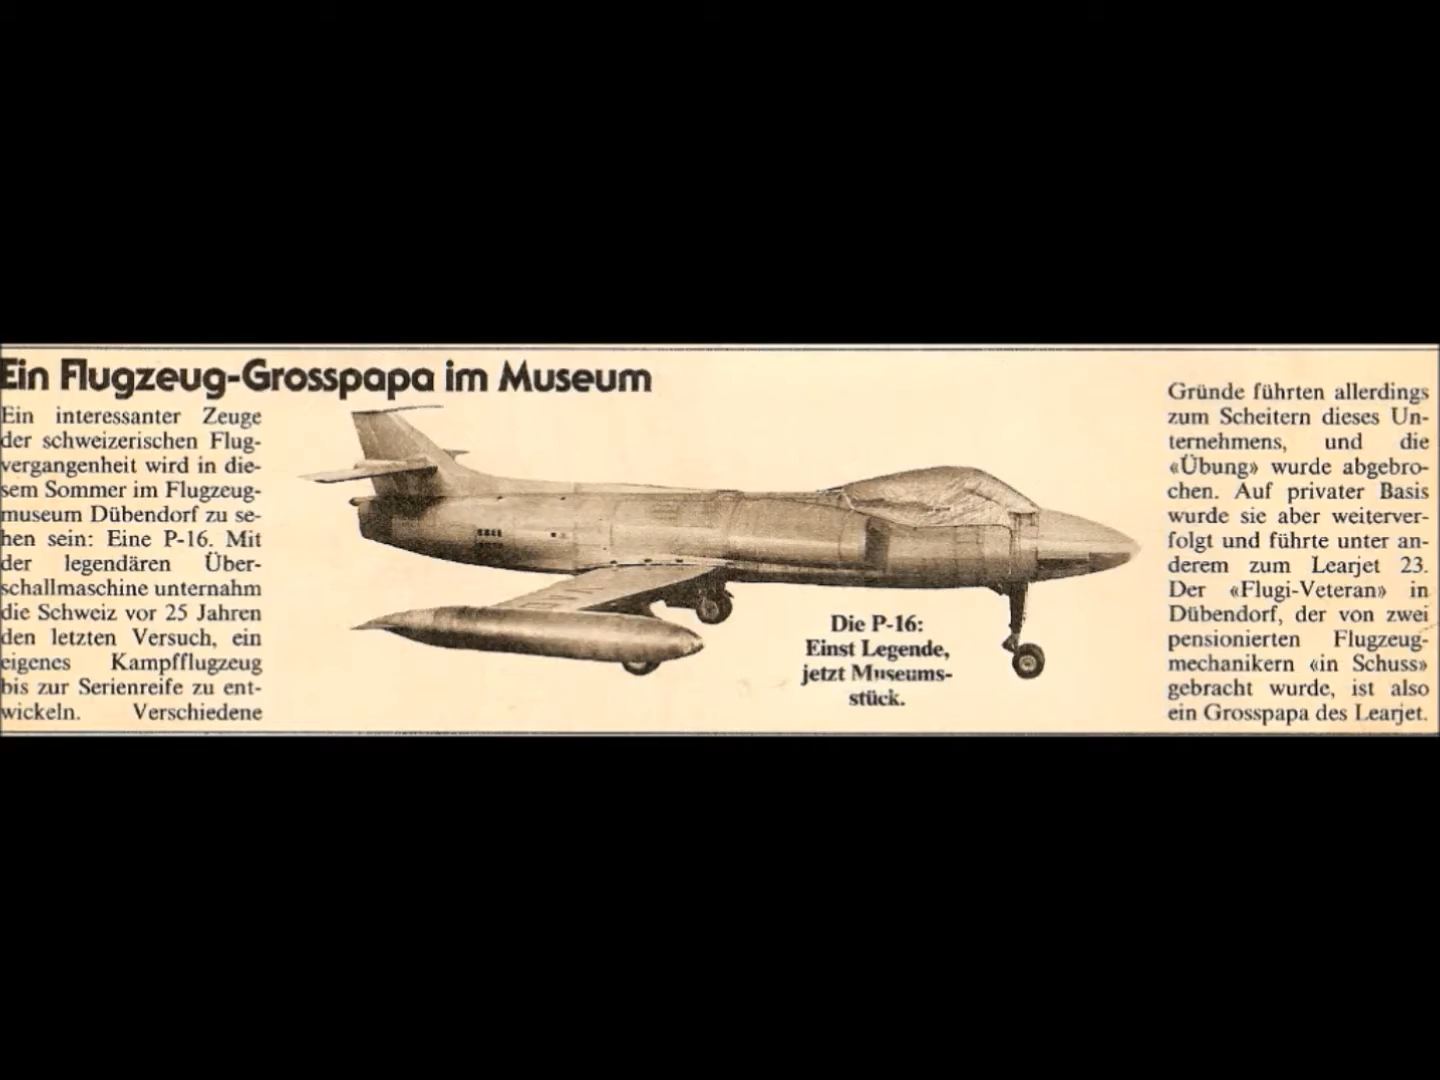 Ein Flugzeug-Grosspapa im Museum
Ein interessanter Zeuge
der schweizerischen Flug-
vergangenheit wird in die-
sem Sommer im Flugzeug-
museum Dübendorf zu se-
hen sein: Eine P-16. Mit
der legendären Über-
schallmaschine unternahm
die Schweiz vor 25 Jahren
den letzten Versuch, ein
eigenes Kampfflugzeug
bis zur Serienreife zu ent-
wickeln. Verschiedene
Die P-16:
Einst Legende,
jetzt Museums-
stück.
Gründe führten allerdings
zum Scheitern dieses Un-
ternehmens, und die
«Übung» wurde abgebro-
chen. Auf privater Basis
wurde sie aber weiterver-
folgt und führte unter an-
derem zum Learjet 23.
Der «Flugi-Veteran» in
Dübendorf, der von zwei
pensionierten Flugzeug-
mechanikern «in Schuss»
gebracht wurde, ist also
ein Grosspapa des Learjet.